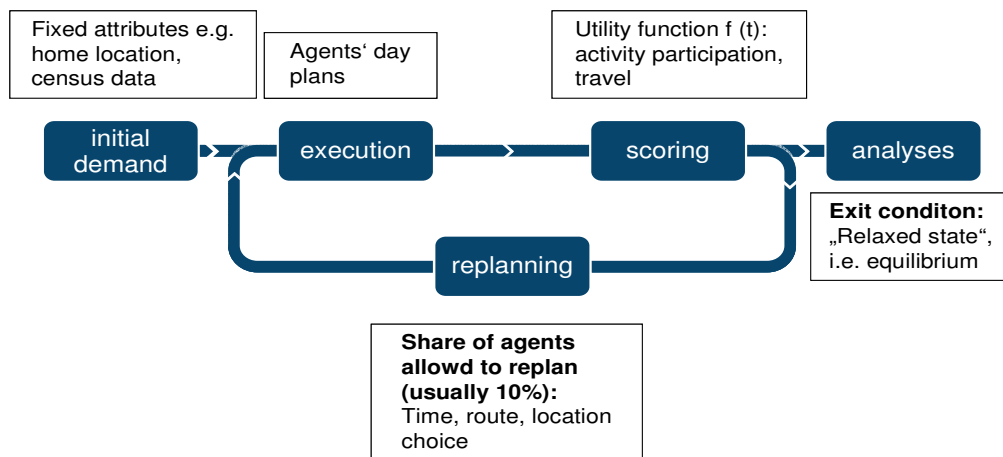 Fixed attributes e.g.
home location,
census data
Agents‘ day
plans
Utility function f (t):
activity participation,
travel
initial
demand
execution
scoring
analyses
Exit conditon:
„Relaxed state“,
i.e. equilibrium
replanning
Share of agents
allowd to replan
(usually 10%):
Time, route, location
choice